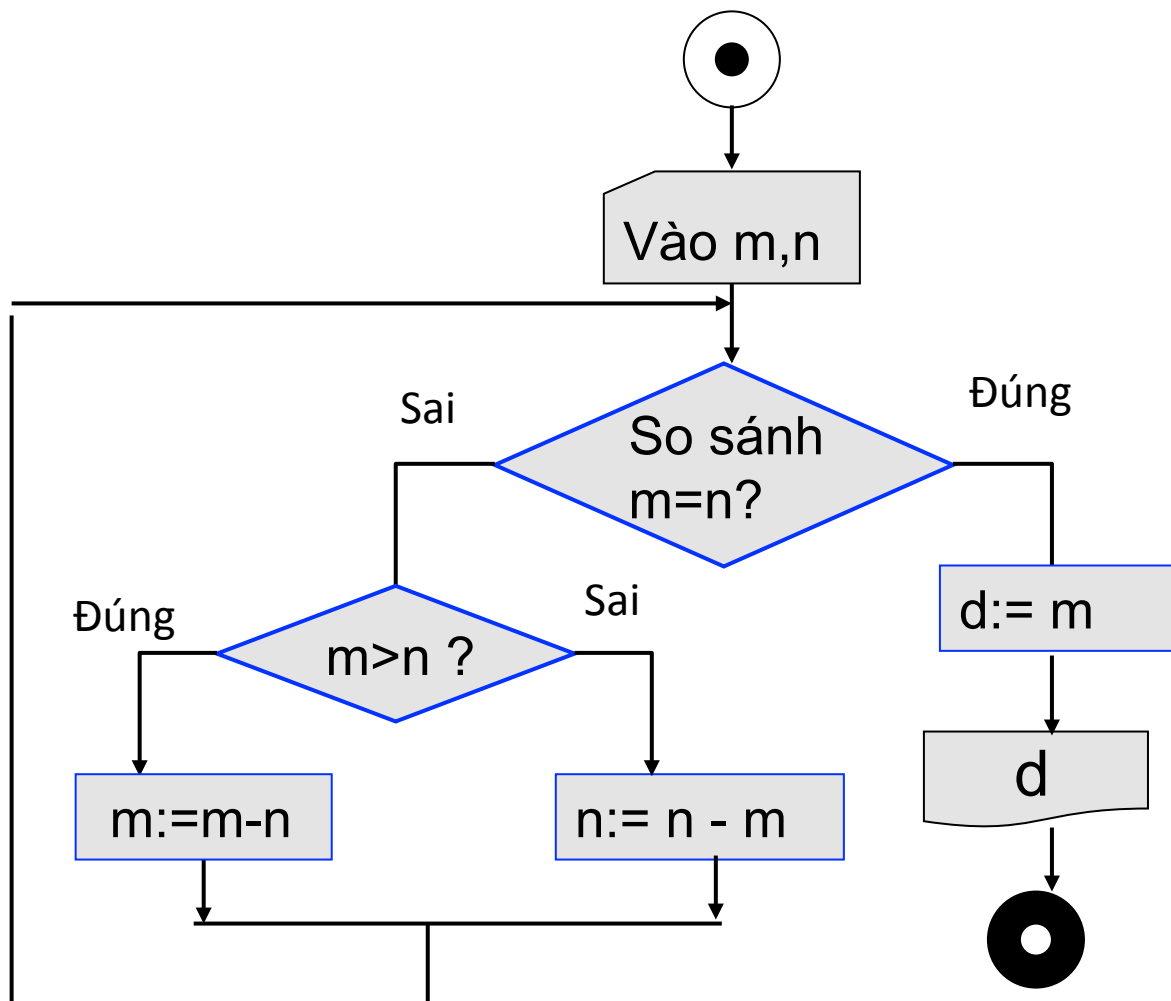 Vào m,n
Sai
Đúng
So sánh
m=n?
Đúng
m>n ?
Sai
d:= m
m:=m-n
n:= n - m
d